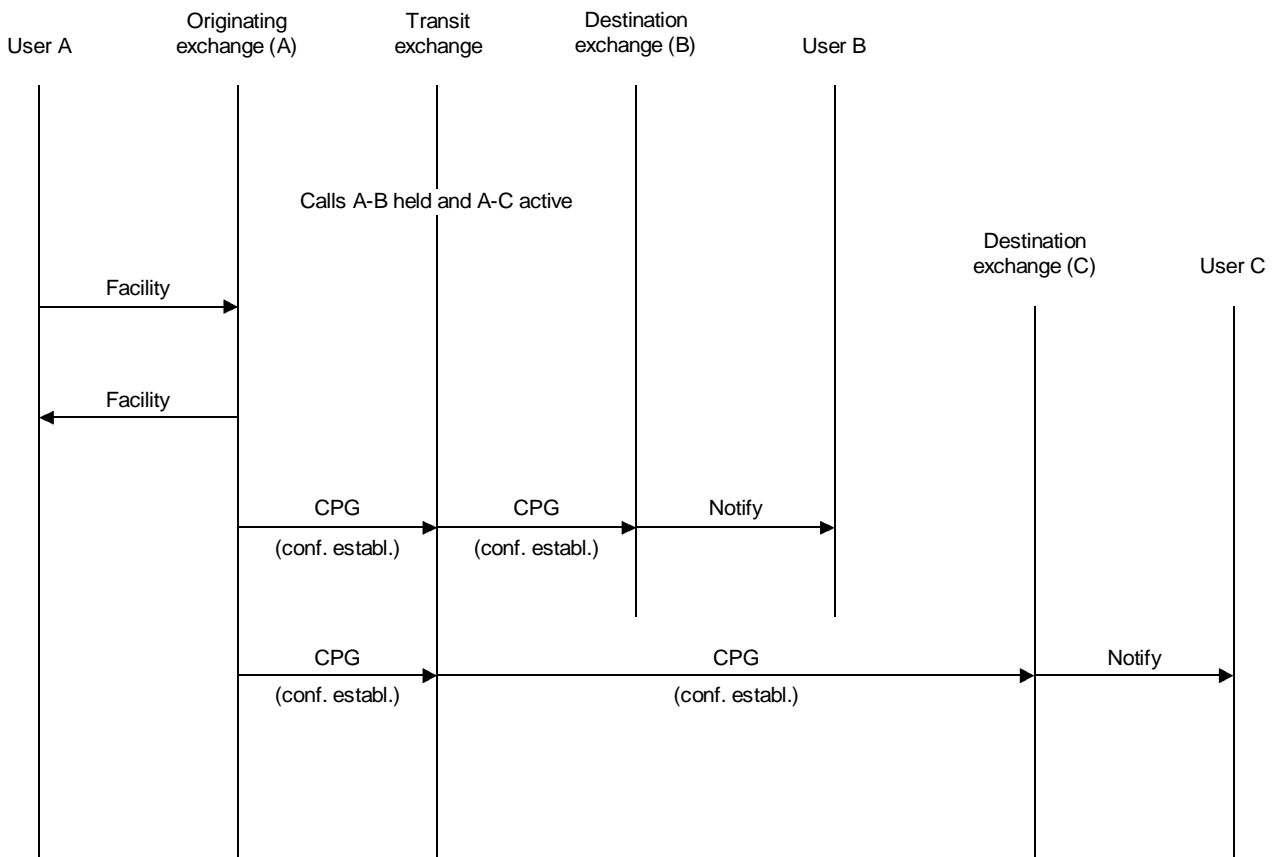 User A
Originating
exchange (A)
Transit
exchange
Destination
exchange (B)
User B
Calls A-B held and A-C active
Destination
exchange (C)
User C
Facility
Facility
CPG
CPG
Notify
(conf. establ.)
(conf. establ.)
CPG
CPG
Notify
(conf. establ.)
(conf. establ.)